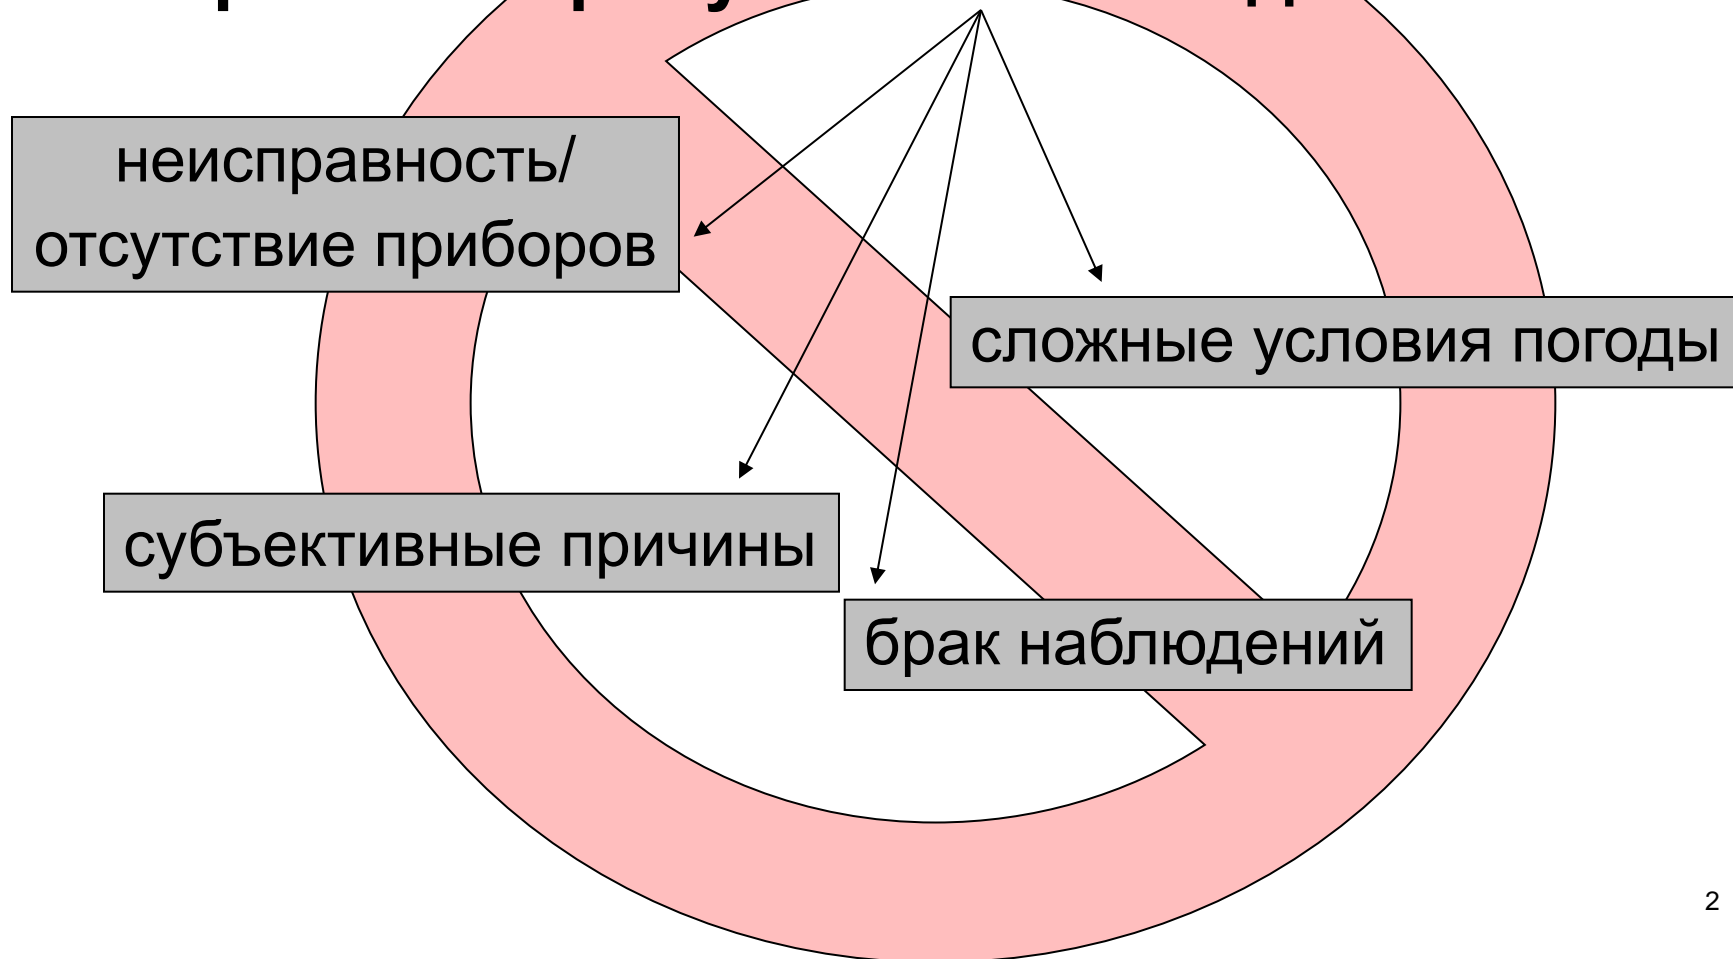 неисправность/
отсутствие приборов
сложные условия погоды
субъективные причины
брак наблюдений
2